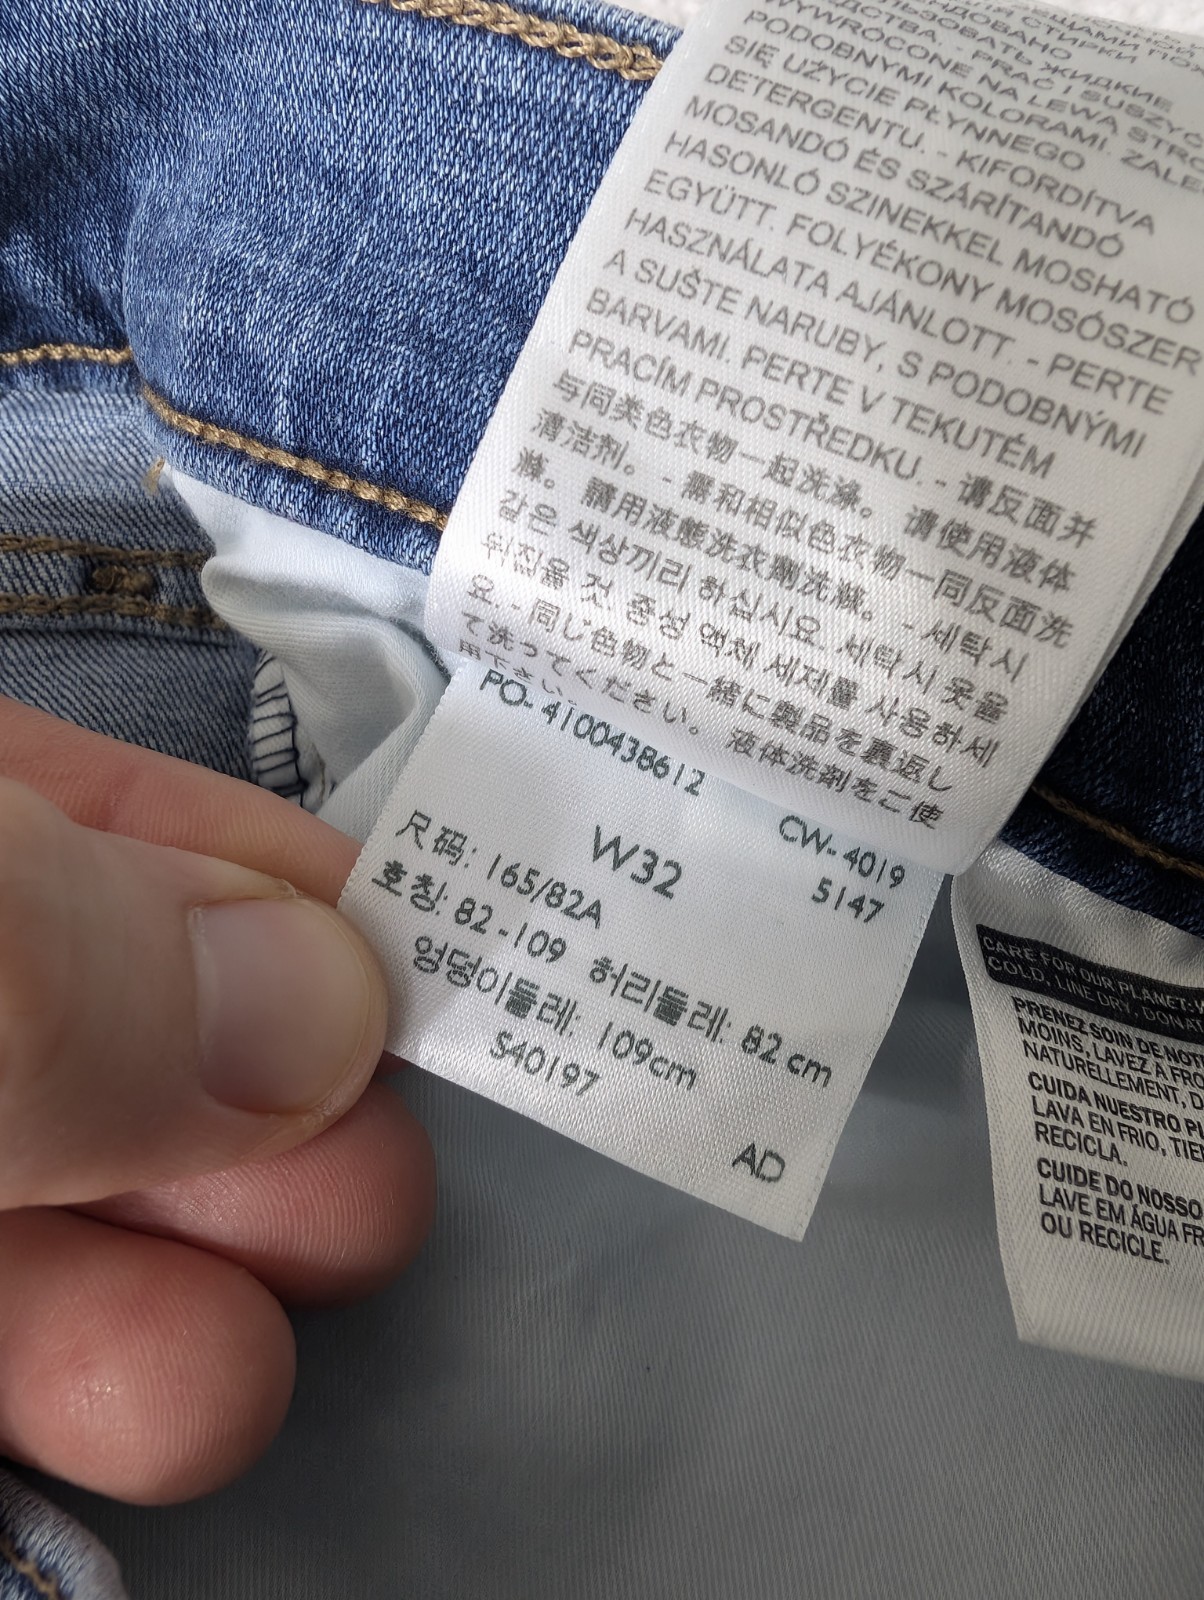 ПОЛЬЗОВАТЬ ЖИДКИЕ
WYWRÓCONE NA LEWĄ
PODOBNYMI KOLORAMI. ZALE
SIĘ UŻYCIE PŁYNNEGO
DETERGENTU. - KIFORDÍTVA
MOSANDÓ ÉS SZÁRÍTANDÓ
HASONLÓ SZINEKKEL MOSHATÓ
EGYÜTT. FOLYÉKONY MOSÓSZER
HASZNÁLATA AJÁNLOTT. - PERTE
A SUŠTE NARUBY, S PODOBNÝMI
BARVAMI. PERTE V TEKUTÉM
PRACÍM PROSTŘEDKU. - 请反面并
与同类色衣物一起洗涤。 请使用液体
清洁剂。 - 需和相似色衣物一同反面洗
滌。 請用液態洗衣劑洗滌。 - 세탁시
같은 색상끼리 하십시요. 세탁시 옷을
뒤집을 것. 중성 액체 세제를 사용하세
요. - 同じ色物と一緒に製品を裏返し
て洗ってください。 液体洗剤をご使
用下さい。
PO-4100438612
CW-4019
W32
5147
尺码: 165/82A
호칭: 82-109 허리둘레: 82cm
엉덩이둘레: 109cm
S40197
AD
CARE FOR OUR PLANET:
COLD, LINE DRY, DONA
PRENEZ SOIN DE NOT
MOINS, LAVEZ À FRO
NATURELLEMENT, D
CUIDA NUESTRO PL
LAVA EN FRIO, TIE
RECICLA.
CUIDE DO NOSSO
LAVE EM ÁGUA FR
OU RECICLE.